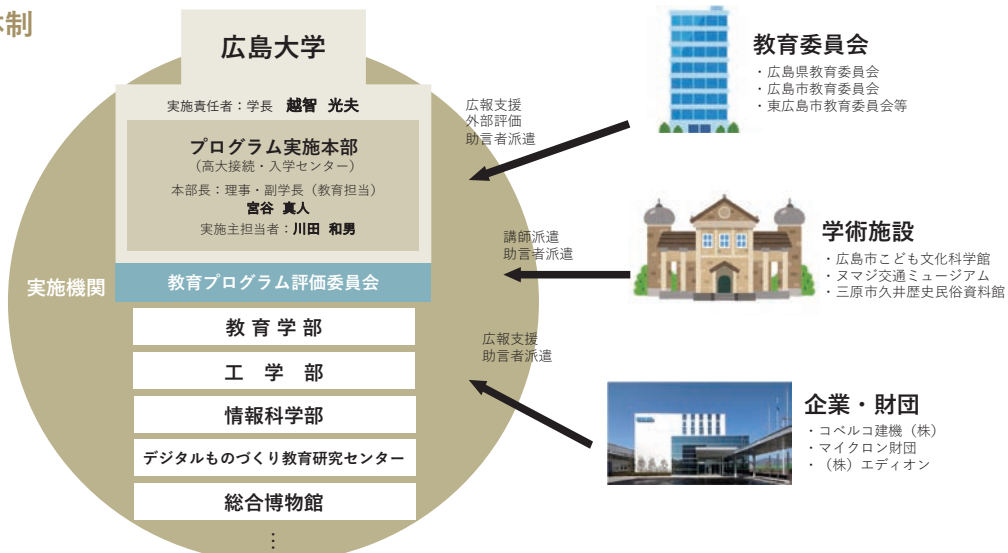 体制
広島大学
実施責任者：学長 越智 光夫
プログラム実施本部
（高大接続・入学センター）
本部長：理事・副学長（教育担当）
宮谷 真人
実施主担当者：川田 和男
実施機関
教育プログラム評価委員会
教育学部
工 学 部
情報科学部
デジタルものづくり教育研究センター
総合博物館
⋮
広報支援
外部評価
助言者派遣
教育委員会
・広島県教育委員会
・広島市教育委員会
・東広島市教育委員会等
講師派遣
助言者派遣
学術施設
・広島市こども文化科学館
・ヌマジ交通ミュージアム
・三原市久井歴史民俗資料館
広報支援
助言者派遣
企業・財団
・コベルコ建機（株）
・マイクロン財団
・（株）エディオン